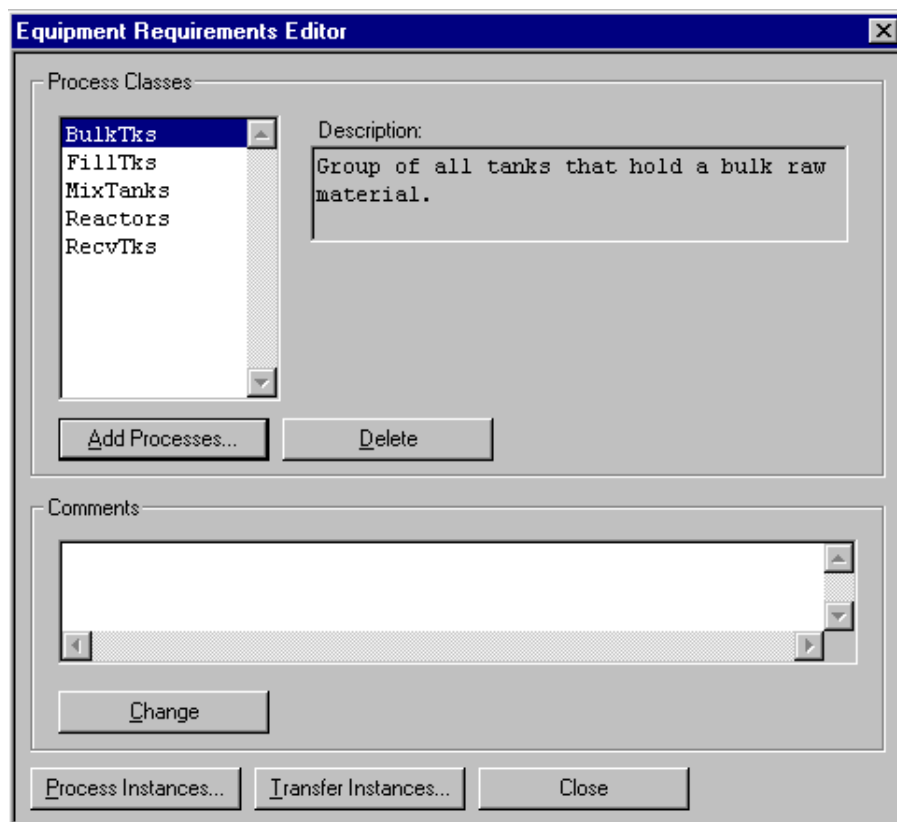 Equipment Requirements Editor
Process Classes
BulkTks
FillTks
MixTanks
Reactors
RecvTks
Description:
Group of all tanks that hold a bulk raw
material.
Add Processes...
Delete
Comments
Change
Process Instances...
Transfer Instances...
Close